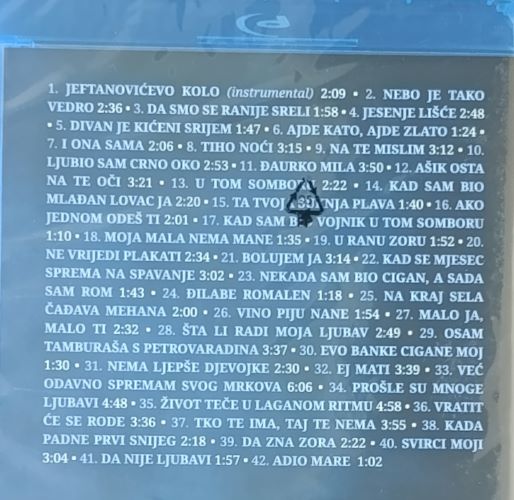 1. JEFTANOVIĆEVO KOLO (instrumental) 2:09 • 2. NEBO JE TAKO
VEDRO 2:36 • 3. DA SMO SE RANIJE SRELI 1:58 • 4. JESENJE LIŠĆE 2:48
• 5. DIVAN JE KIĆENI SRIJEM 1:47 • 6. AJDE KATO, AJDE ZLATO 1:24 •
7. I ONA SAMA 2:06 • 8. TIHO NOĆI 3:15 • 9. NA TE MISLIM 3:12 • 10.
LJUBIO SAM CRNO OKO 2:53 • 11. ĐAURKO MILA 3:50 • 12. AŠIK OSTA
NA TE OČI 3:21 • 13. U TOM SOMBORU 2:22 • 14. KAD SAM BIO
MLAĐAN LOVAC JA 2:20 • 15. TA TVOJA PLAVA 1:40 • 16. AKO
JEDNOM ODEŠ TI 2:01 • 17. KAD SAM VOJNIK U TOM SOMBORU
1:10 • 18. MOJA MALA NEMA MANE 1:35 • 19. U RANU ZORU 1:52 • 20.
NE VRIJEDI PLAKATI 2:34 • 21. BOLUJEM JA 3:14 • 22. KAD SE MJESEC
SPREMA NA SPAVANJE 3:02 • 23. NEKADA SAM BIO CIGAN, A SADA
SAM ROM 1:43 • 24. ĐILABE ROMALEN 1:18 • 25. NA KRAJ SELA
ČAĐAVA MEHANA 2:00 • 26. VINO PIJU NANE 1:54 • 27. MALO JA,
MALO TI 2:32 • 28. ŠTA LI RADI MOJA LJUBAV 2:49 • 29. OSAM
TAMBURAŠA S PETROVARADINA 3:37 • 30. EVO BANKE CIGANE MOJ
1:30 • 31. NEMA LJEPŠE DJEVOJKE 2:30 • 32. EJ MATI 3:39 • 33. VEĆ
ODAVNO SPREMAM SVOG MRKOVA 6:06 • 34. PROŠLE SU MNOGE
LJUBAVI 4:48 • 35. ŽIVOT TEČE U LAGANOM RITMU 4:58 • 36. VRATIT
ĆE SE RODE 3:36 • 37. TKO TE IMA, TAJ TE NEMA 3:55 • 38. KADA
PADNE PRVI SNIJEG 2:18 • 39. DA ZNA ZORA 2:22 • 40. SVIRCI MOJI
3:04 • 41. DA NIJE LJUBAVI 1:57 • 42. ADIO MARE 1:02